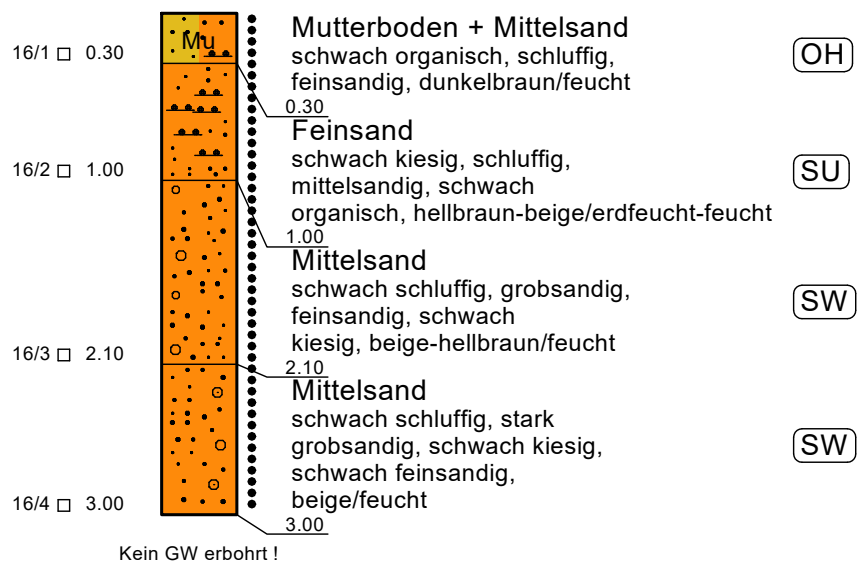 Mutterboden + Mittelsand
Mu
16/1 0.30
schwach organisch, schluffig,
OH
feinsandig, dunkelbraun/feucht
0.30
Feinsand
schwach kiesig, schluffig,
16/2 1.00
mittelsandig, schwach
SU
organisch, hellbraun-beige/erdfeucht-feucht
1.00
Mittelsand
schwach schluffig, grobsandig,
SW
feinsandig, schwach
kiesig, beige-hellbraun/feucht
16/3 2.10
2.10
Mittelsand
schwach schluffig, stark
grobsandig, schwach kiesig,
SW
schwach feinsandig,
beige/feucht
16/4 3.00
3.00
Kein GW erbohrt !